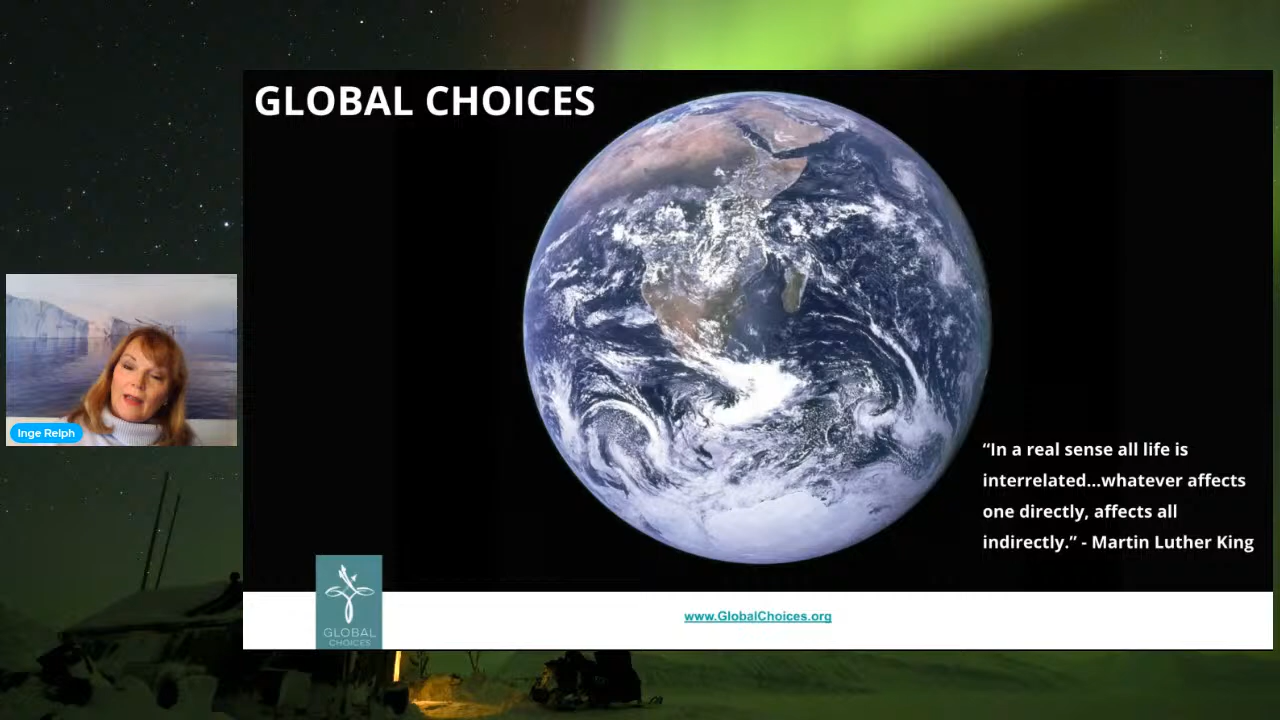 GLOBAL CHOICES
Inge Relph
“In a real sense all life is
interrelated...whatever affects
one directly, affects all
indirectly.” - Martin Luther King
GLOBAL
CHOICES
www.GlobalChoices.org